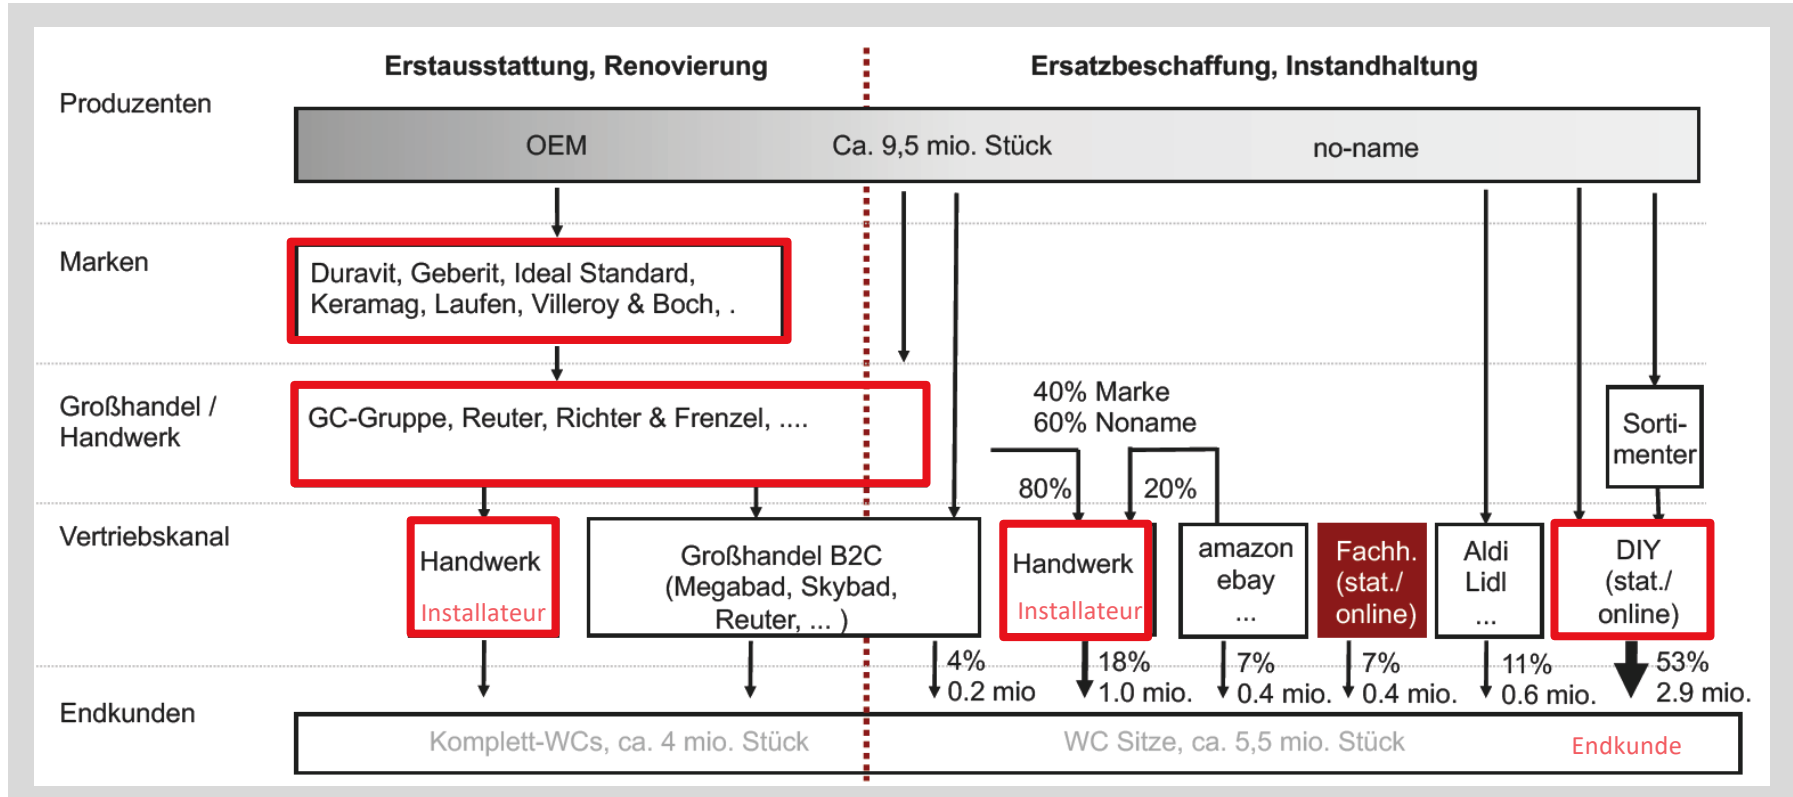 Erstausstattung, Renovierung
Ersatzbeschaffung, Instandhaltung
Produzenten
OEM
Ca. 9,5 mio. Stück
no-name
Marken
Duravit, Geberit, Ideal Standard,
Keramag, Laufen, Villeroy & Boch, .
Großhandel /
Handwerk
GC-Gruppe, Reuter, Richter & Frenzel, ....
40% Marke
60% Noname
Sorti-
menter
80%
20%
Vertriebskanal
Handwerk
Installateur
Großhandel B2C
(Megabad, Skybad,
Reuter, ... )
Handwerk
Installateur
amazon
ebay
...
Fachh.
(stat./
online)
Aldi
Lidl
...
DIY
(stat./
online)
4%
0.2 mio
18%
1.0 mio.
7%
0.4 mio.
7%
0.4 mio.
11%
0.6 mio.
53%
2.9 mio.
Endkunden
Komplett-WCs, ca. 4 mio. Stück
WC Sitze, ca. 5,5 mio. Stück
Endkunde